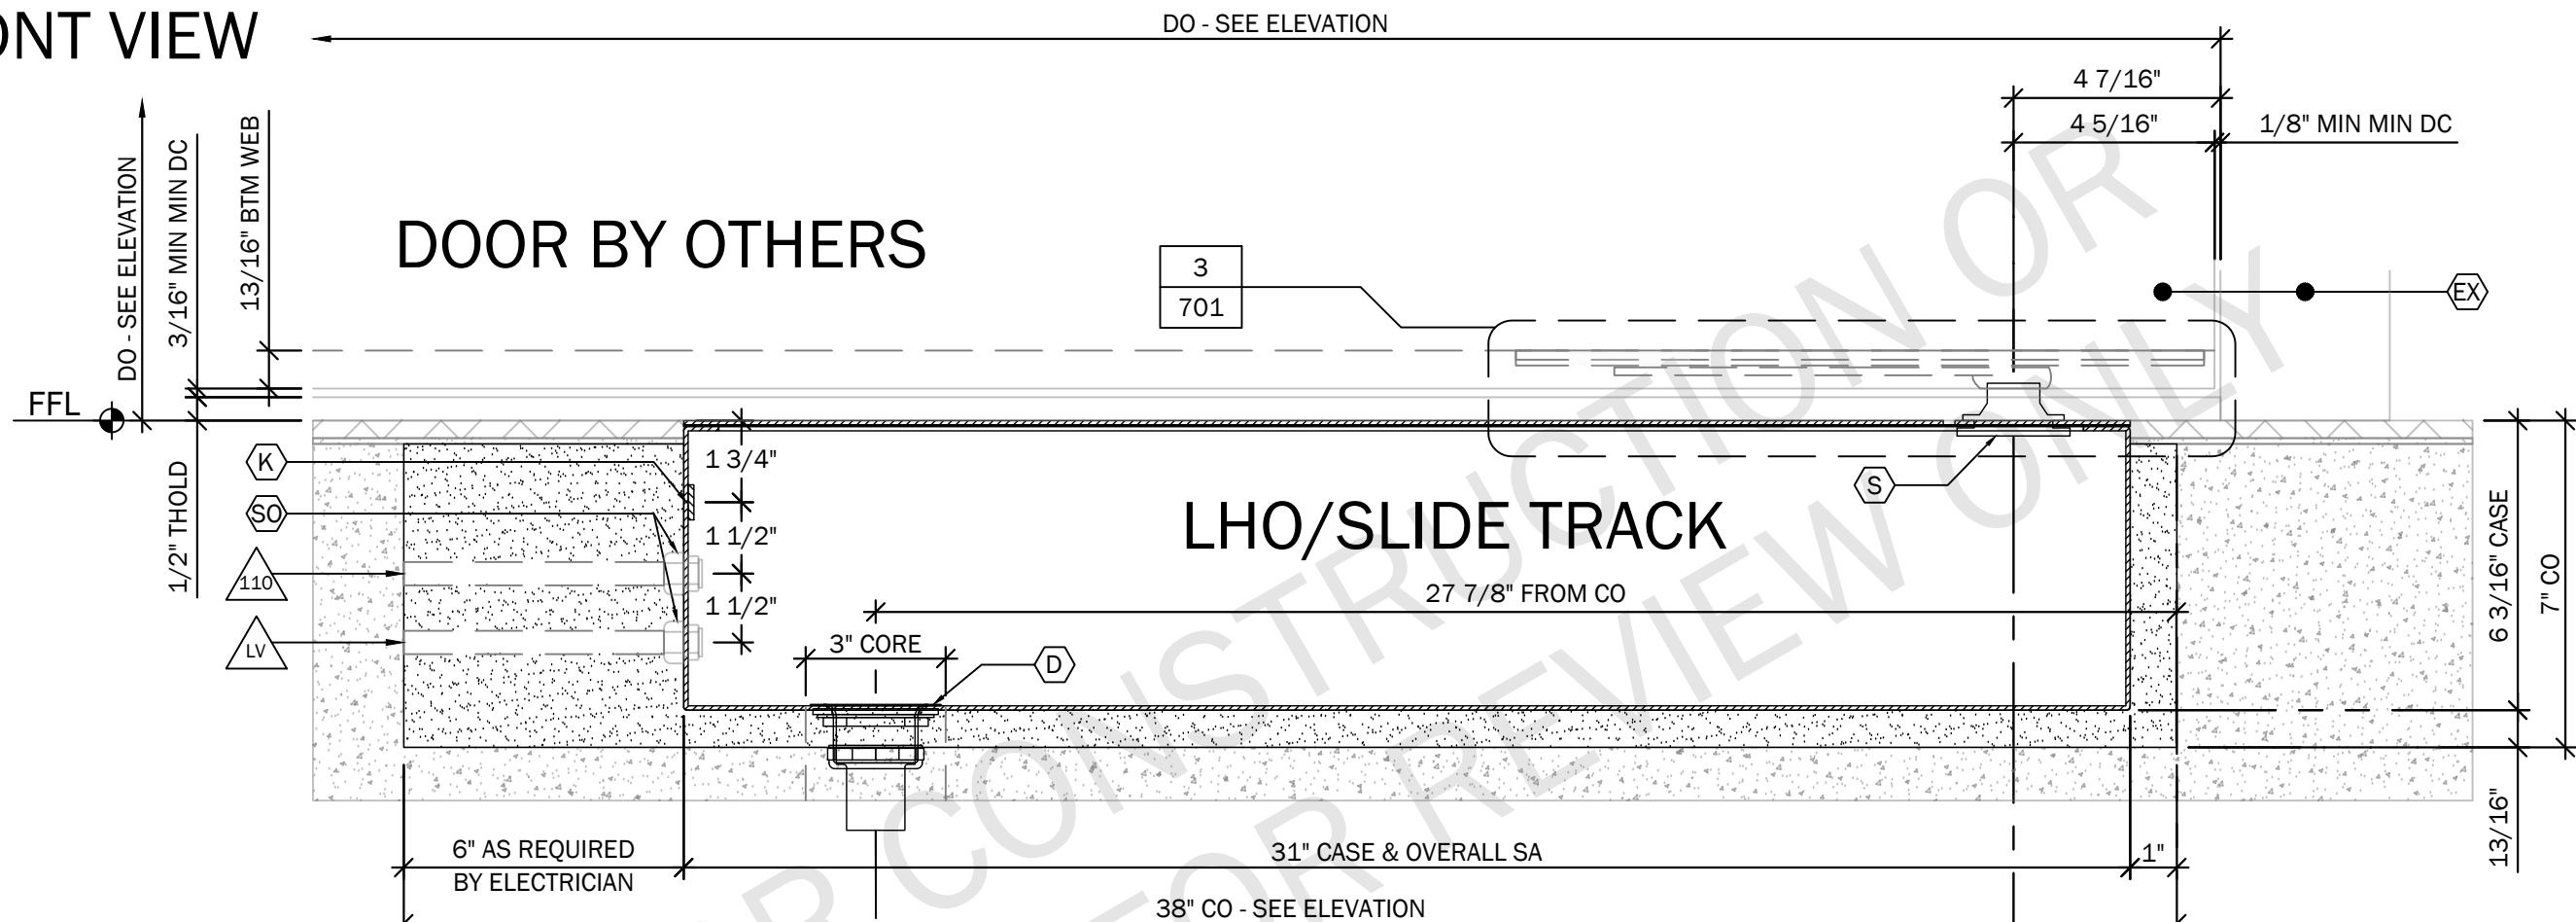 ONT VIEW
DO - SEE ELEVATION
4 7/16"
4 5/16"
1/8" MIN MIN DC
DO - SEE ELEVATION
3/16" MIN MIN DC
13/16" BTM WEB
DOOR BY OTHERS
3
701
EX
FFL
K
SO
110
LV
1/2" THOLD
1 3/4"
1 1/2"
1 1/2"
LHO/SLIDE TRACK
S
27 7/8" FROM CO
3" CORE
D
6 3/16" CASE
7" CO
13/16"
6" AS REQUIRED
BY ELECTRICIAN
31" CASE & OVERALL SA
1"
38" CO - SEE ELEVATION
R CONSTRUCTION OR
FOR REVIEW ONLY